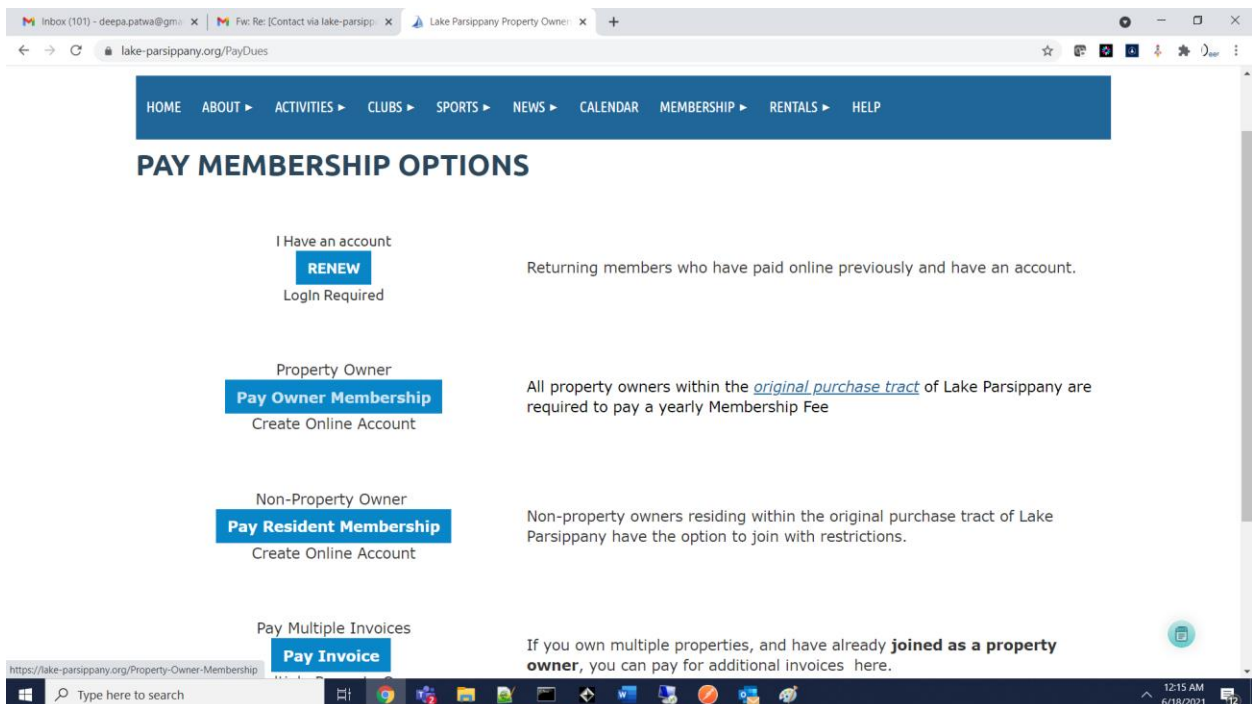 Inbox (101) - deepa.patwa@gma
Fw: Re: [Contact via lake-parsipp
Lake Parsippany Property Owner
lake-parsippany.org/PayDues
HOME ABOUT ► ACTIVITIES ► CLUBS ► SPORTS ► NEWS ► CALENDAR MEMBERSHIP ► RENTALS ► HELP
PAY MEMBERSHIP OPTIONS
I Have an account
RENEW
LogIn Required
Returning members who have paid online previously and have an account.
Property Owner
Pay Owner Membership
Create Online Account
All property owners within the original purchase tract of Lake Parsippany are
required to pay a yearly Membership Fee
Non-Property Owner
Pay Resident Membership
Create Online Account
Non-property owners residing within the original purchase tract of Lake
Parsippany have the option to join with restrictions.
Pay Multiple Invoices
Pay Invoice
If you own multiple properties, and have already joined as a property
owner, you can pay for additional invoices here.
https://lake-parsippany.org/Property-Owner-Membership
Type here to search
12:15 AM
6/18/2021